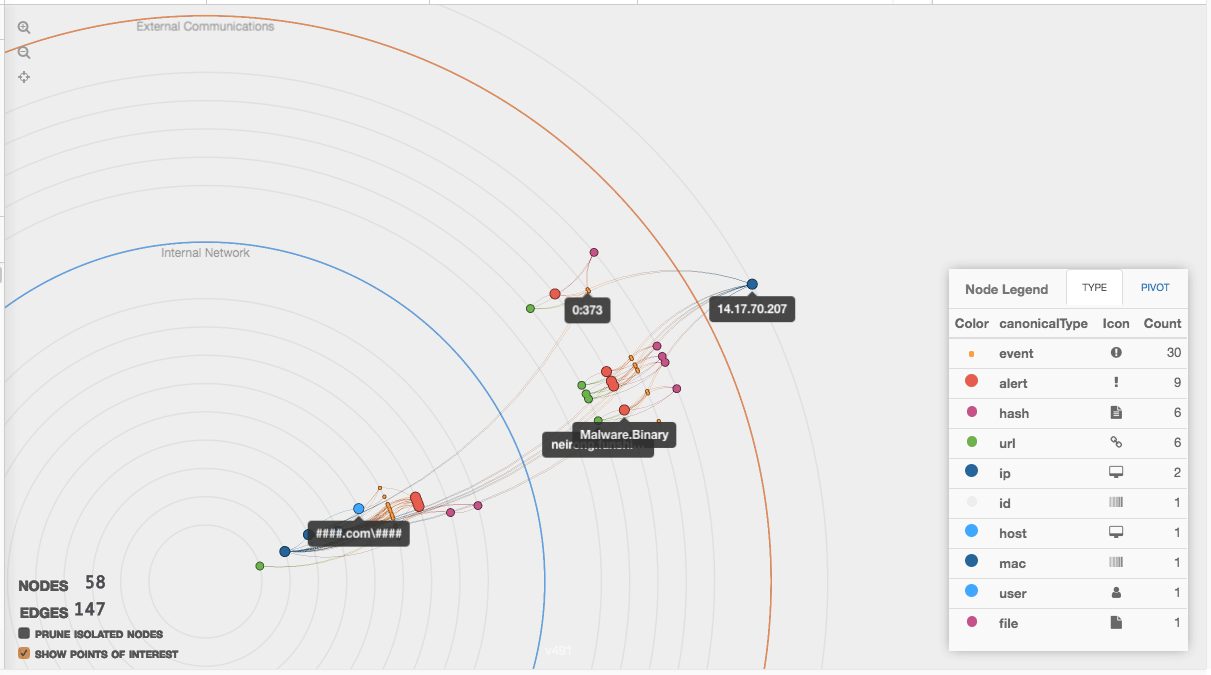 External Communications
Internal Network
0:373
14.17.70.207
Malware.Binary
####.com\####
NODES 58
EDGES 147
PRUNE ISOLATED NODES
SHOW POINTS OF INTEREST
v491
Node Legend TYPE PIVOT
Color canonicalType Icon Count
event 30
alert 9
hash 6
url 6
ip 2
id 1
host 1
mac 1
user 1
file 1